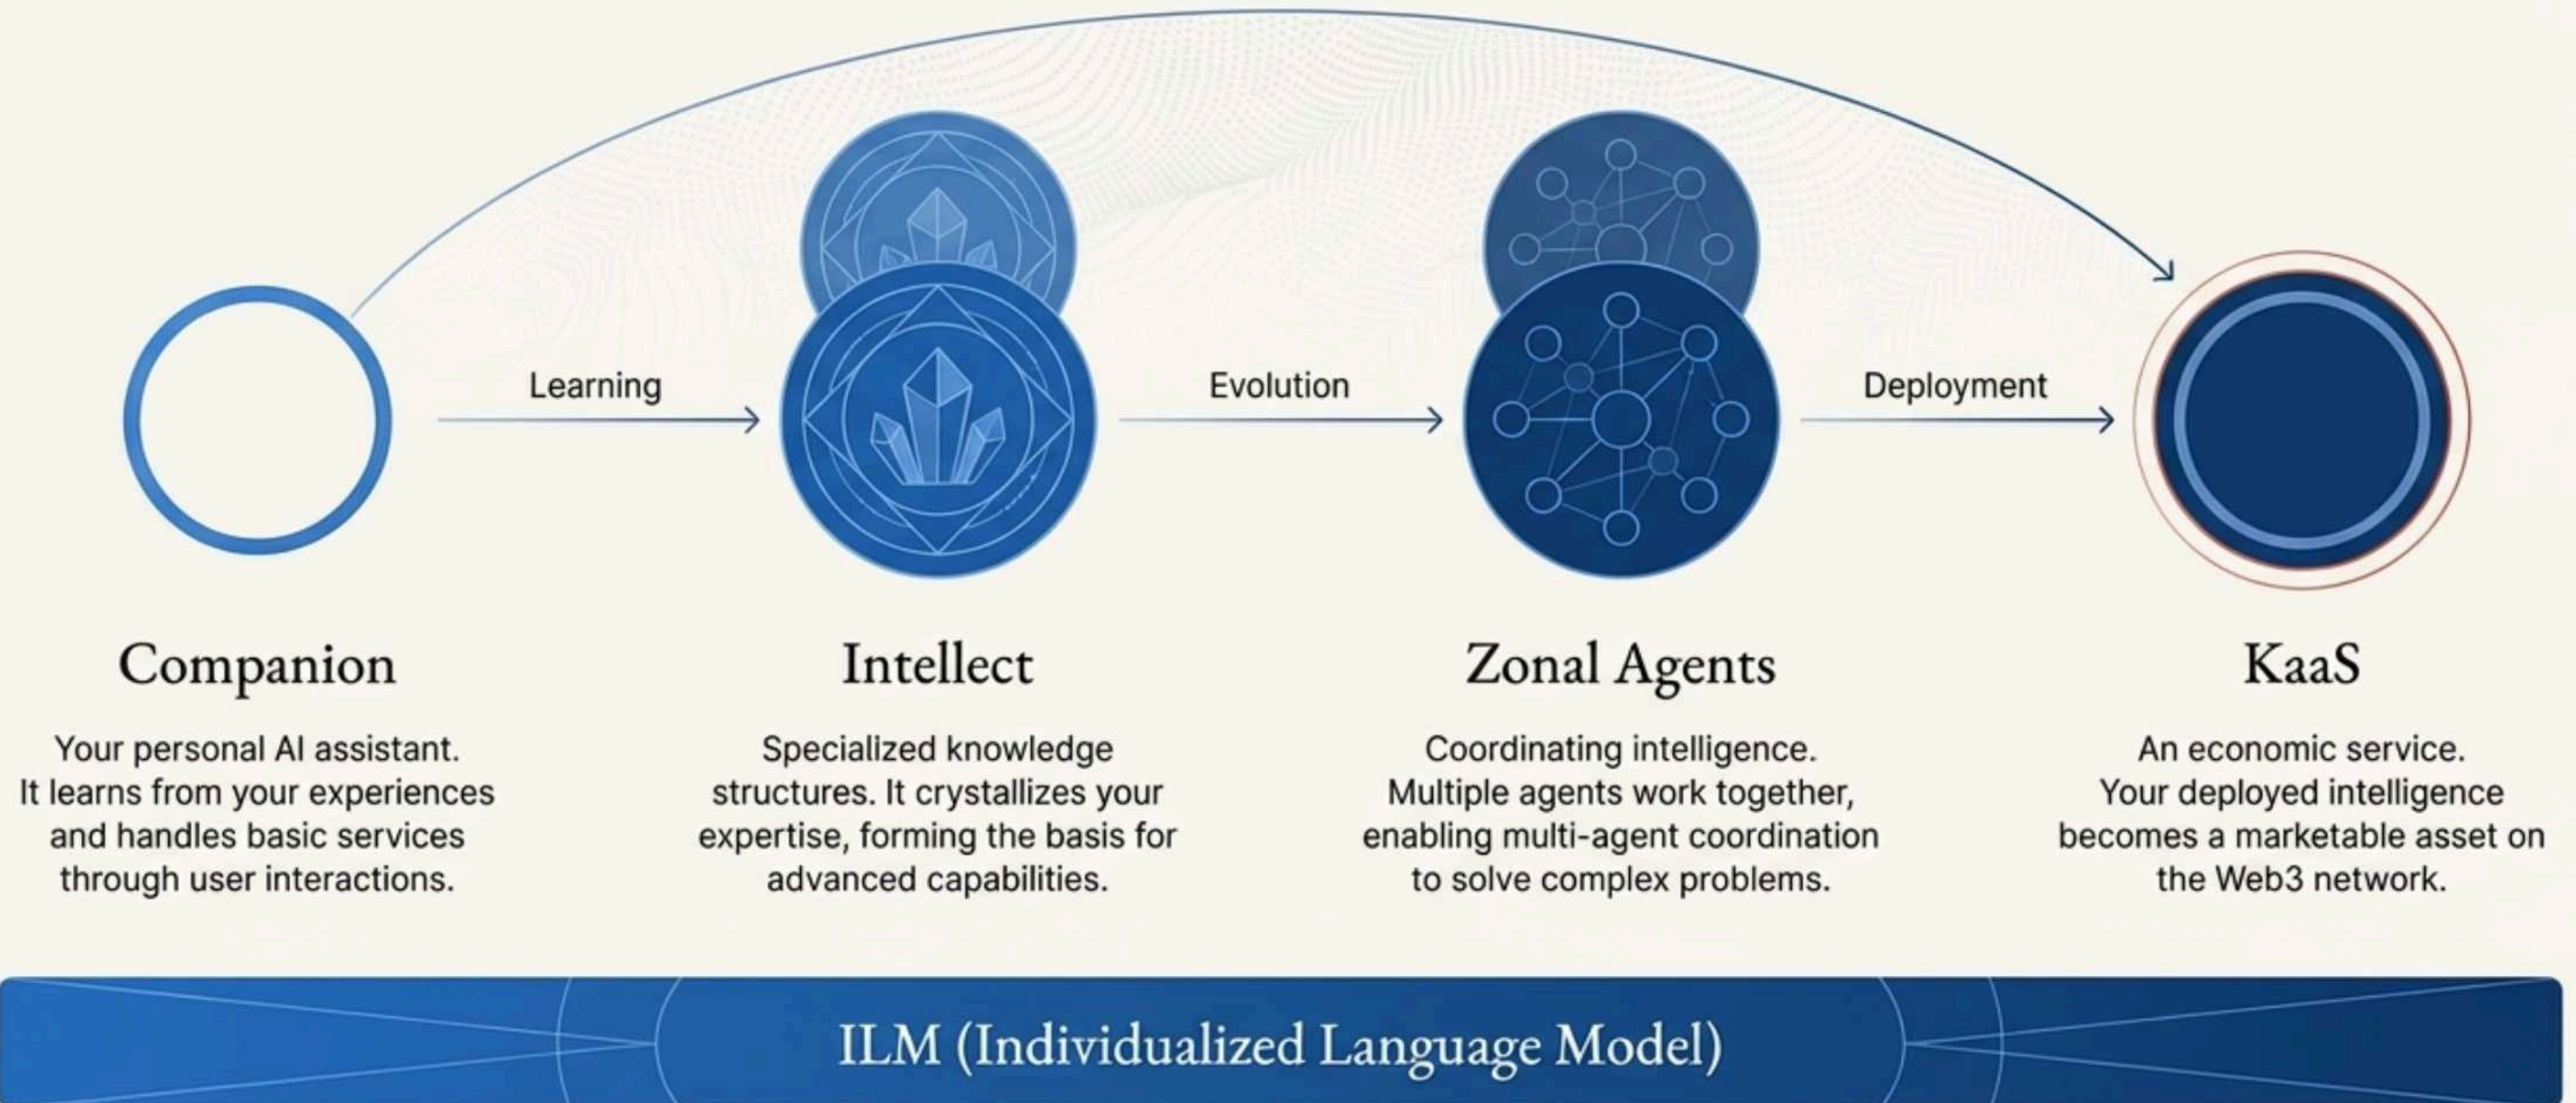 Learning
Evolution
Deployment
Companion
Your personal AI assistant.
It learns from your experiences
and handles basic services
through user interactions.
Intellect
Specialized knowledge
structures. It crystallizes your
expertise, forming the basis for
advanced capabilities.
Zonal Agents
Coordinating intelligence.
Multiple agents work together,
enabling multi-agent coordination
to solve complex problems.
KaaS
An economic service.
Your deployed intelligence
becomes a marketable asset on
the Web3 network.
ILM (Individualized Language Model)